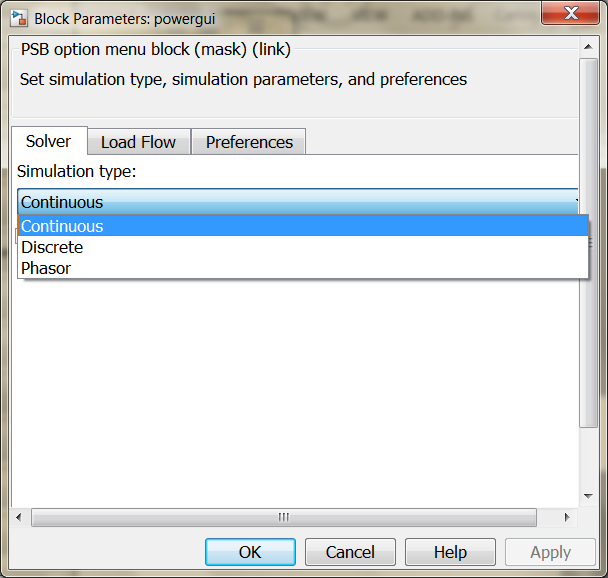 Block Parameters: powergui
PSB option menu block (mask) (link)
Set simulation type, simulation parameters, and preferences
Solver
Load Flow
Preferences
Simulation type:
Continuous
Continuous
Discrete
Phasor
OK
Cancel
Help
Apply